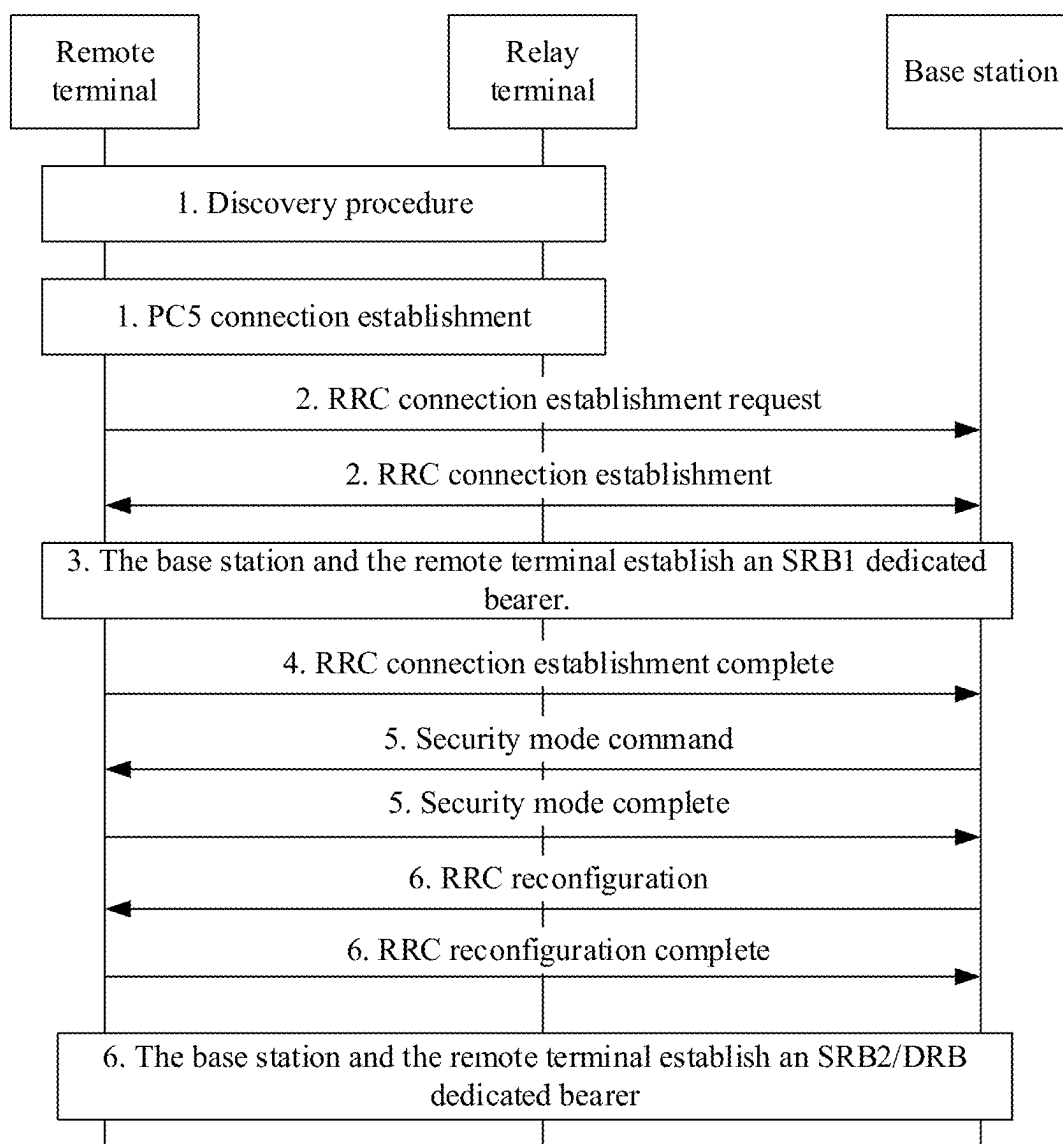 Remote
terminal
Relay
terminal
Base station
1. Discovery procedure
1. PC5 connection establishment
2. RRC connection establishment request
2. RRC connection establishment
3. The base station and the remote terminal establish an SRB1 dedicated
bearer.
4. RRC connection establishment complete
5. Security mode command
5. Security mode complete
6. RRC reconfiguration
6. RRC reconfiguration complete
6. The base station and the remote terminal establish an SRB2/DRB
dedicated bearer